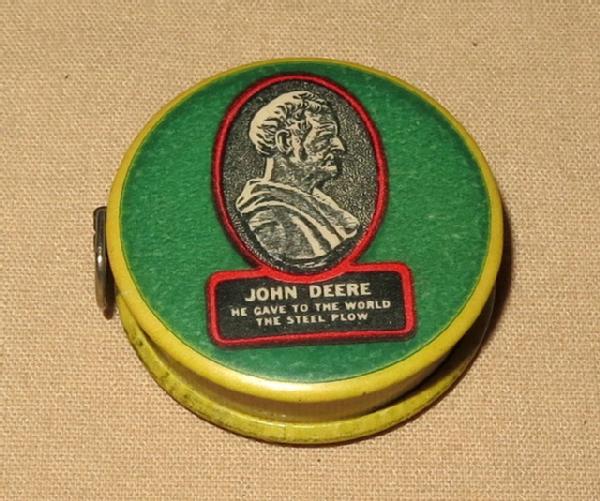 JOHN DEERE
HE GAVE TO THE WORLD
THE STEEL PLOW